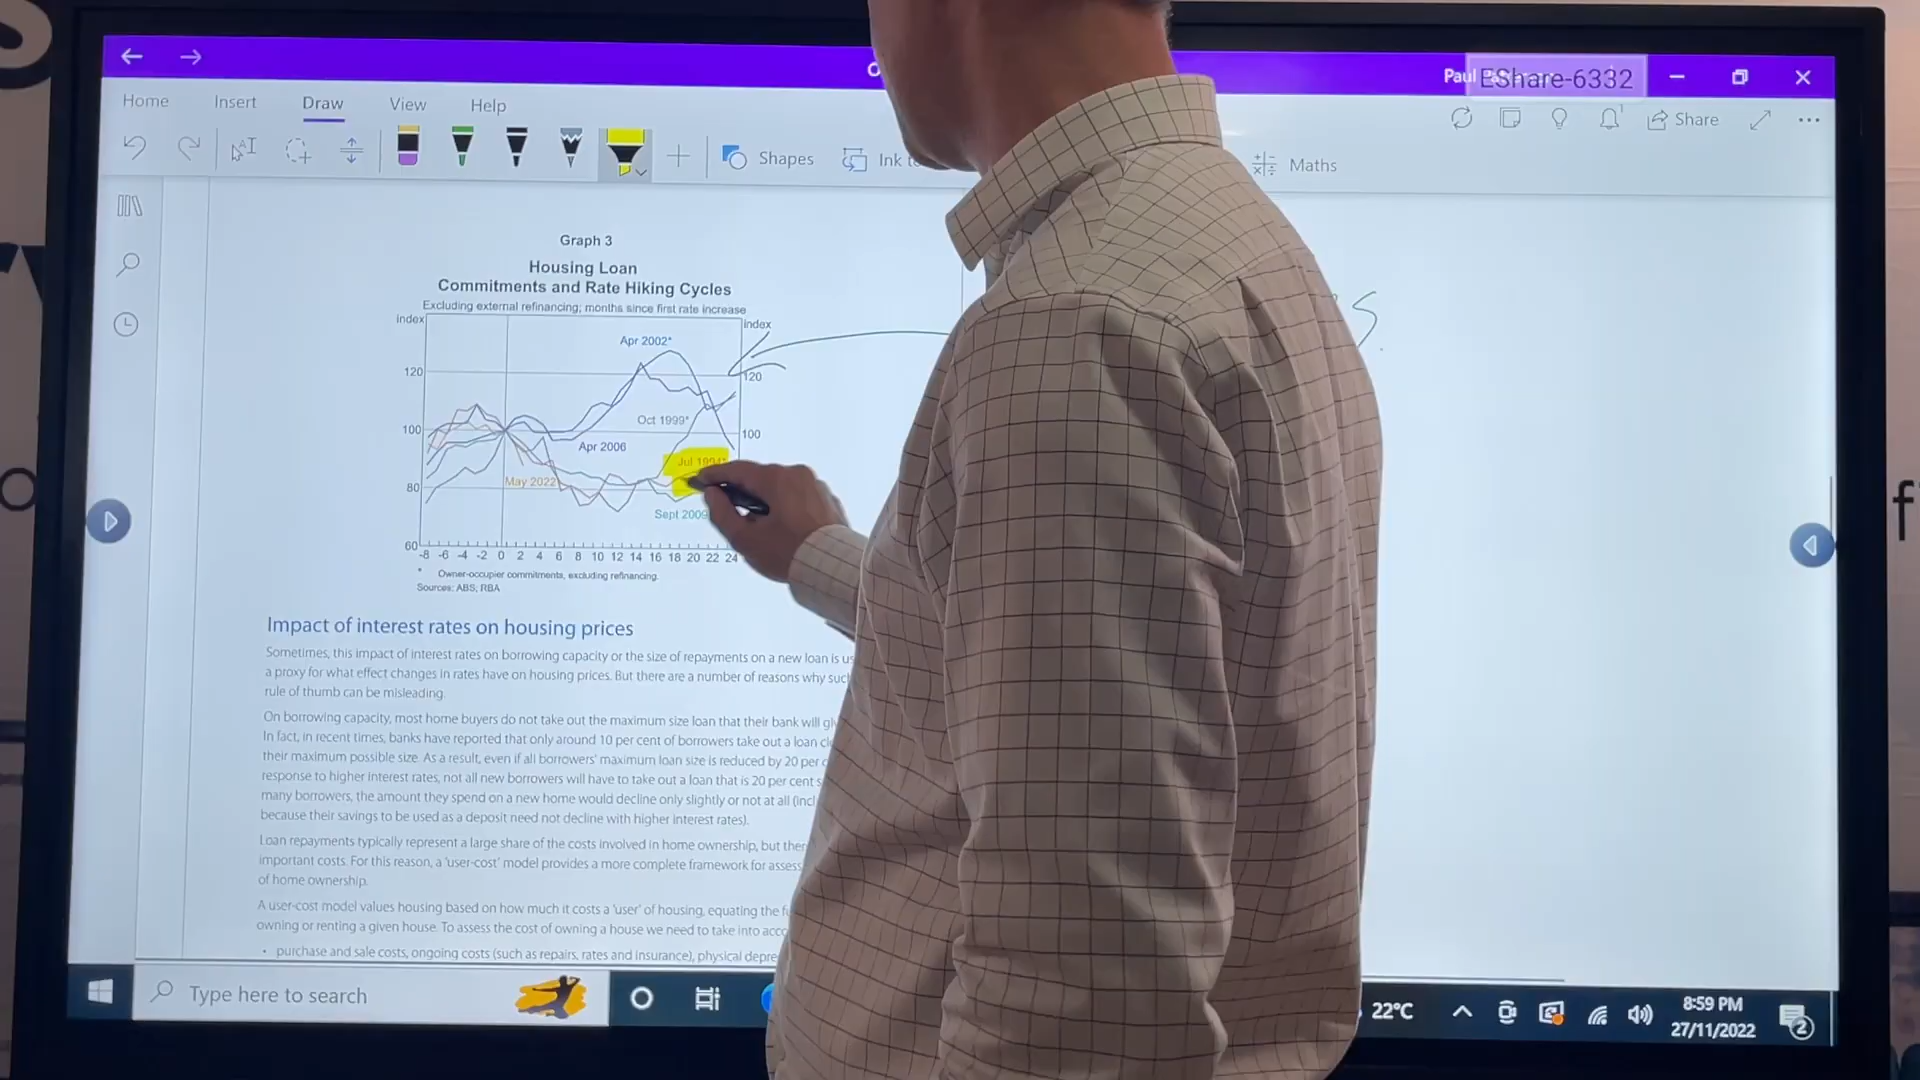 Paul
EShare-6332
Home Insert Draw View Help
Share
Shapes
Ink
Maths
Graph 3
Housing Loan
Commitments and Rate Hiking Cycles
Excluding external refinancing; months since first rate increase
index
index
Apr 2002*
120
120
Oct 1999*
100
100
Apr 2006
Jul 1994*
May 2022
80
Sept 2009
60
-8 -6 -4 -2 0 2 4 6 8 10 12 14 16 18 20 22 24
* Owner-occupier commitments, excluding refinancing.
Sources: ABS, RBA
Impact of interest rates on housing prices
Sometimes, this impact of interest rates on borrowing capacity or the size of repayments on a new loan is
a proxy for what effect changes in rates have on housing prices. But there are a number of reasons why
rule of thumb can be misleading.
On borrowing capacity, most home buyers do not take out the maximum size loan that their bank will
In fact, in recent times, banks have reported that only around 10 per cent of borrowers take out a loan
their maximum possible size. As a result, even if all borrowers' maximum loan size is reduced by 20 per
response to higher interest rates, not all new borrowers will have to take out a loan that is 20 per cent
many borrowers, the amount they spend on a new home would decline only slightly or not at all
because their savings to be used as a deposit need not decline with higher interest rates).
Loan repayments typically represent a large share of the costs involved in home ownership, but
important costs. For this reason, a 'user-cost' model provides a more complete framework for
of home ownership.
A user-cost model values housing based on how much it costs a 'user' of housing, equating the
owning or renting a given house. To assess the cost of owning a house we need to take into
• purchase and sale costs, ongoing costs (such as repairs, rates and insurance), physical
Type here to search
22°C
8:59 PM
27/11/2022
2